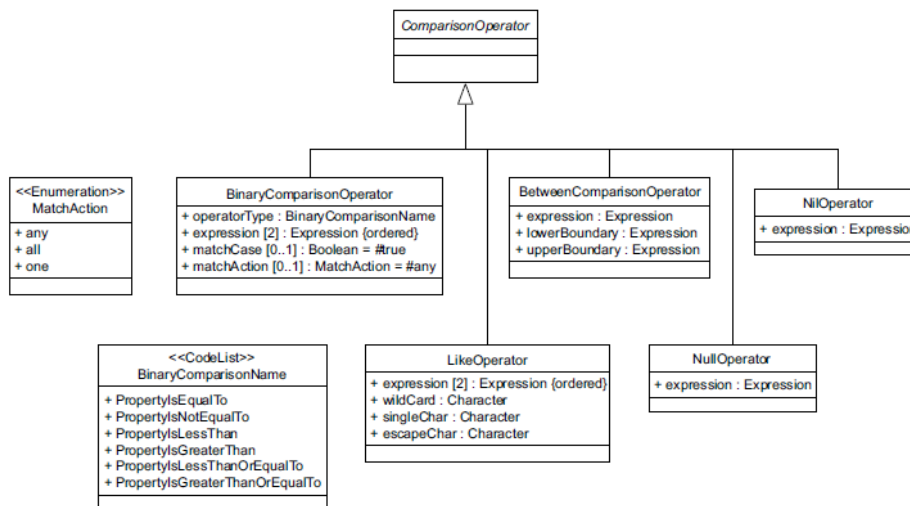 ComparisonOperator
<<Enumeration>>
MatchAction
+ any
+ all
+ one
BinaryComparisonOperator
+ operatorType : BinaryComparisonName
+ expression [2] : Expression {ordered}
+ matchCase [0..1] : Boolean = #true
+ matchAction [0..1] : MatchAction = #any
BetweenComparisonOperator
+ expression : Expression
+ lowerBoundary : Expression
+ upperBoundary : Expression
NilOperator
+ expression : Expression
<<CodeList>>
BinaryComparisonName
+ PropertyIsEqualTo
+ PropertyIsNotEqualTo
+ PropertyIsLessThan
+ PropertyIsGreaterThan
+ PropertyIsLessThanOrEqualTo
+ PropertyIsGreaterThanOrEqualTo
LikeOperator
+ expression [2] : Expression {ordered}
+ wildCard : Character
+ singleChar : Character
+ escapeChar : Character
NullOperator
+ expression : Expression